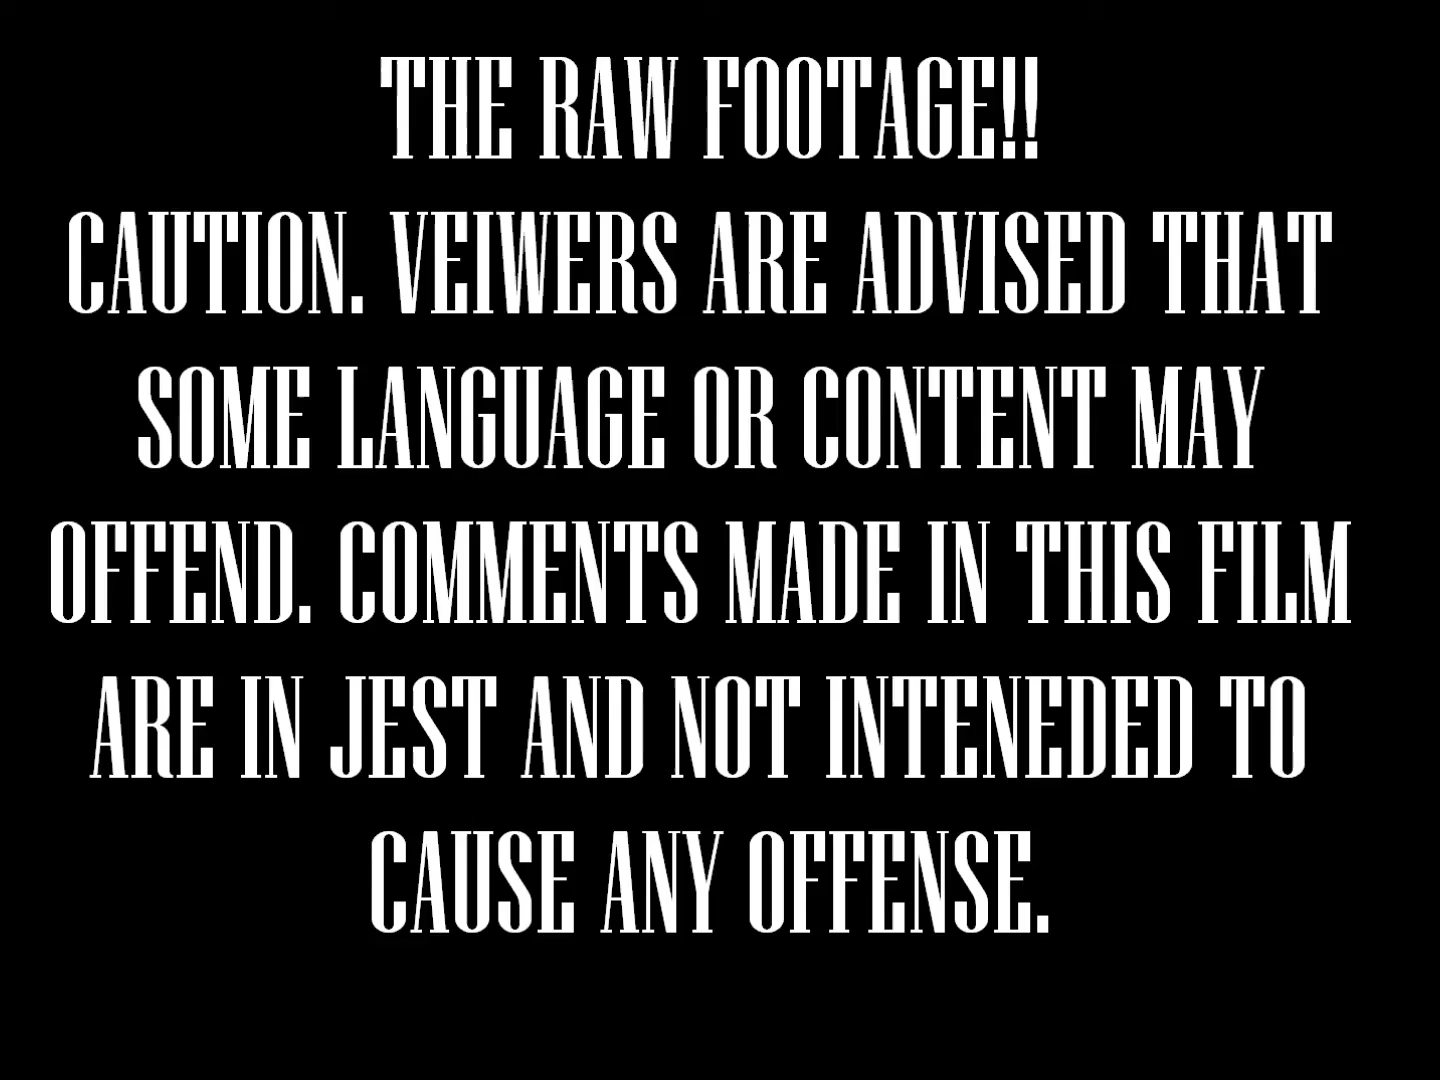 THE RAW FOOTAGE!!
CAUTION. VEIWERS ARE ADVISED THAT
SOME LANGUAGE OR CONTENT MAY
OFFEND. COMMENTS MADE IN THIS FILM
ARE IN JEST AND NOT INTENEDED TO
CAUSE ANY OFFENSE.